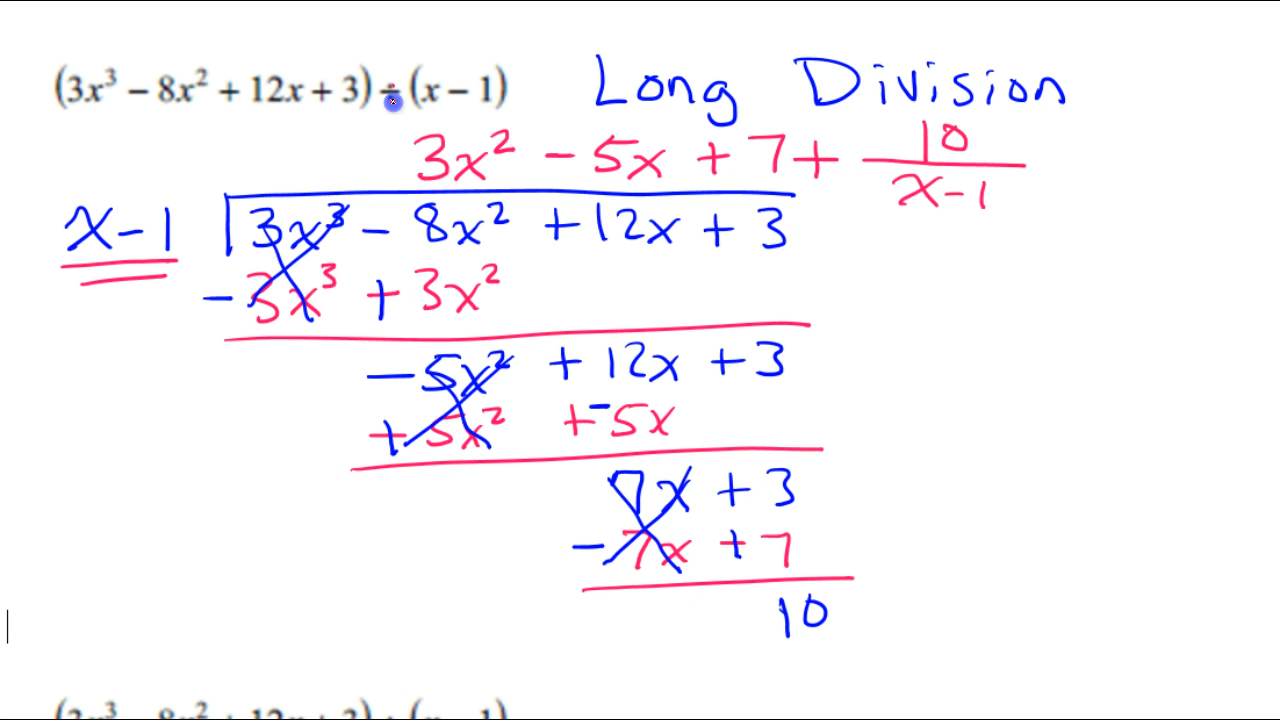 (3x³ − 8x² + 12x + 3) ÷ (x − 1) Long Division
3x² − 5x + 7 + 10/(x−1)
x−1 3x³ − 8x² + 12x + 3
−3x³ + 3x²
−5x² + 12x + 3
+5x² − 5x
7x + 3
−7x + 7
10